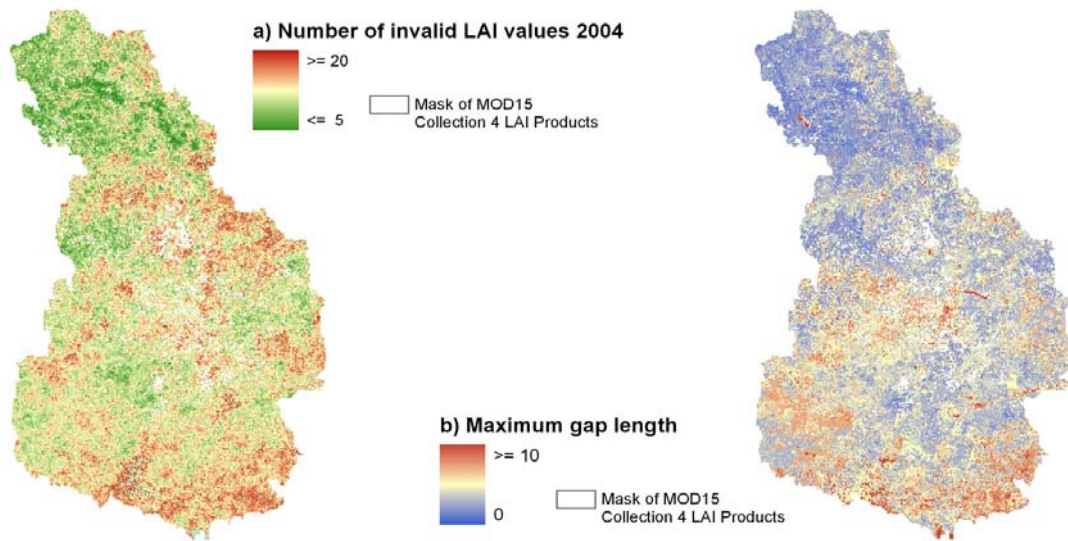 a) Number of invalid LAI values 2004
>= 20
<= 5
Mask of MOD15
Collection 4 LAI Products
b) Maximum gap length
>= 10
0
Mask of MOD15
Collection 4 LAI Products